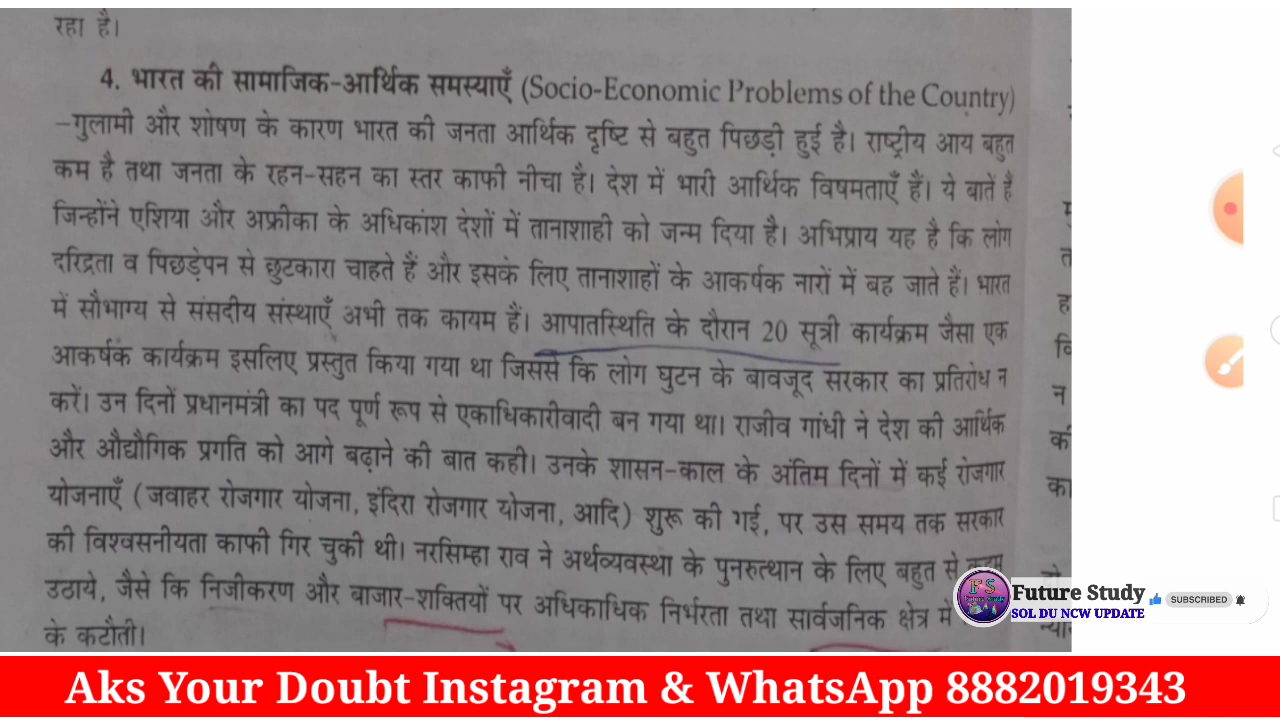 रहा है।
4. भारत की सामाजिक-आर्थिक समस्याएँ (Socio-Economic Problems of the Country)
-गुलामी और शोषण के कारण भारत की जनता आर्थिक दृष्टि से बहुत पिछड़ी हुई है। राष्ट्रीय आय बहुत
कम है तथा जनता के रहन-सहन का स्तर काफी नीचा है। देश में भारी आर्थिक विषमताएँ हैं। ये बातें हैं
जिन्होंने एशिया और अफ्रीका के अधिकांश देशों में तानाशाही को जन्म दिया है। अभिप्राय यह है कि लोग
दरिद्रता व पिछड़ेपन से छुटकारा चाहते हैं और इसके लिए तानाशाहों के आकर्षक नारों में बह जाते हैं। भारत
में सौभाग्य से संसदीय संस्थाएँ अभी तक कायम हैं। आपातस्थिति के दौरान 20 सूत्री कार्यक्रम जैसा एक
आकर्षक कार्यक्रम इसलिए प्रस्तुत किया गया था जिससे कि लोग घुटन के बावजूद सरकार का प्रतिरोध न
करें। उन दिनों प्रधानमंत्री का पद पूर्ण रूप से एकाधिकारीवादी बन गया था। राजीव गांधी ने देश की आर्थिक
और औद्यौगिक प्रगति को आगे बढ़ाने की बात कही। उनके शासन-काल के अंतिम दिनों में कई रोजगार
योजनाएँ (जवाहर रोजगार योजना, इंदिरा रोजगार योजना, आदि) शुरू की गई, पर उस समय तक सरकार
की विश्वसनीयता काफी गिर चुकी थी। नरसिम्हा राव ने अर्थव्यवस्था के पुनरुत्थान के लिए बहुत से
उठाये, जैसे कि निजीकरण और बाजार-शक्तियों पर अधिकाधिक निर्भरता तथा सार्वजनिक क्षेत्र में
के कटौती।
Future Study
SUBSCRIBED
SOL DU NCW UPDATE
Aks Your Doubt Instagram & WhatsApp 8882019343